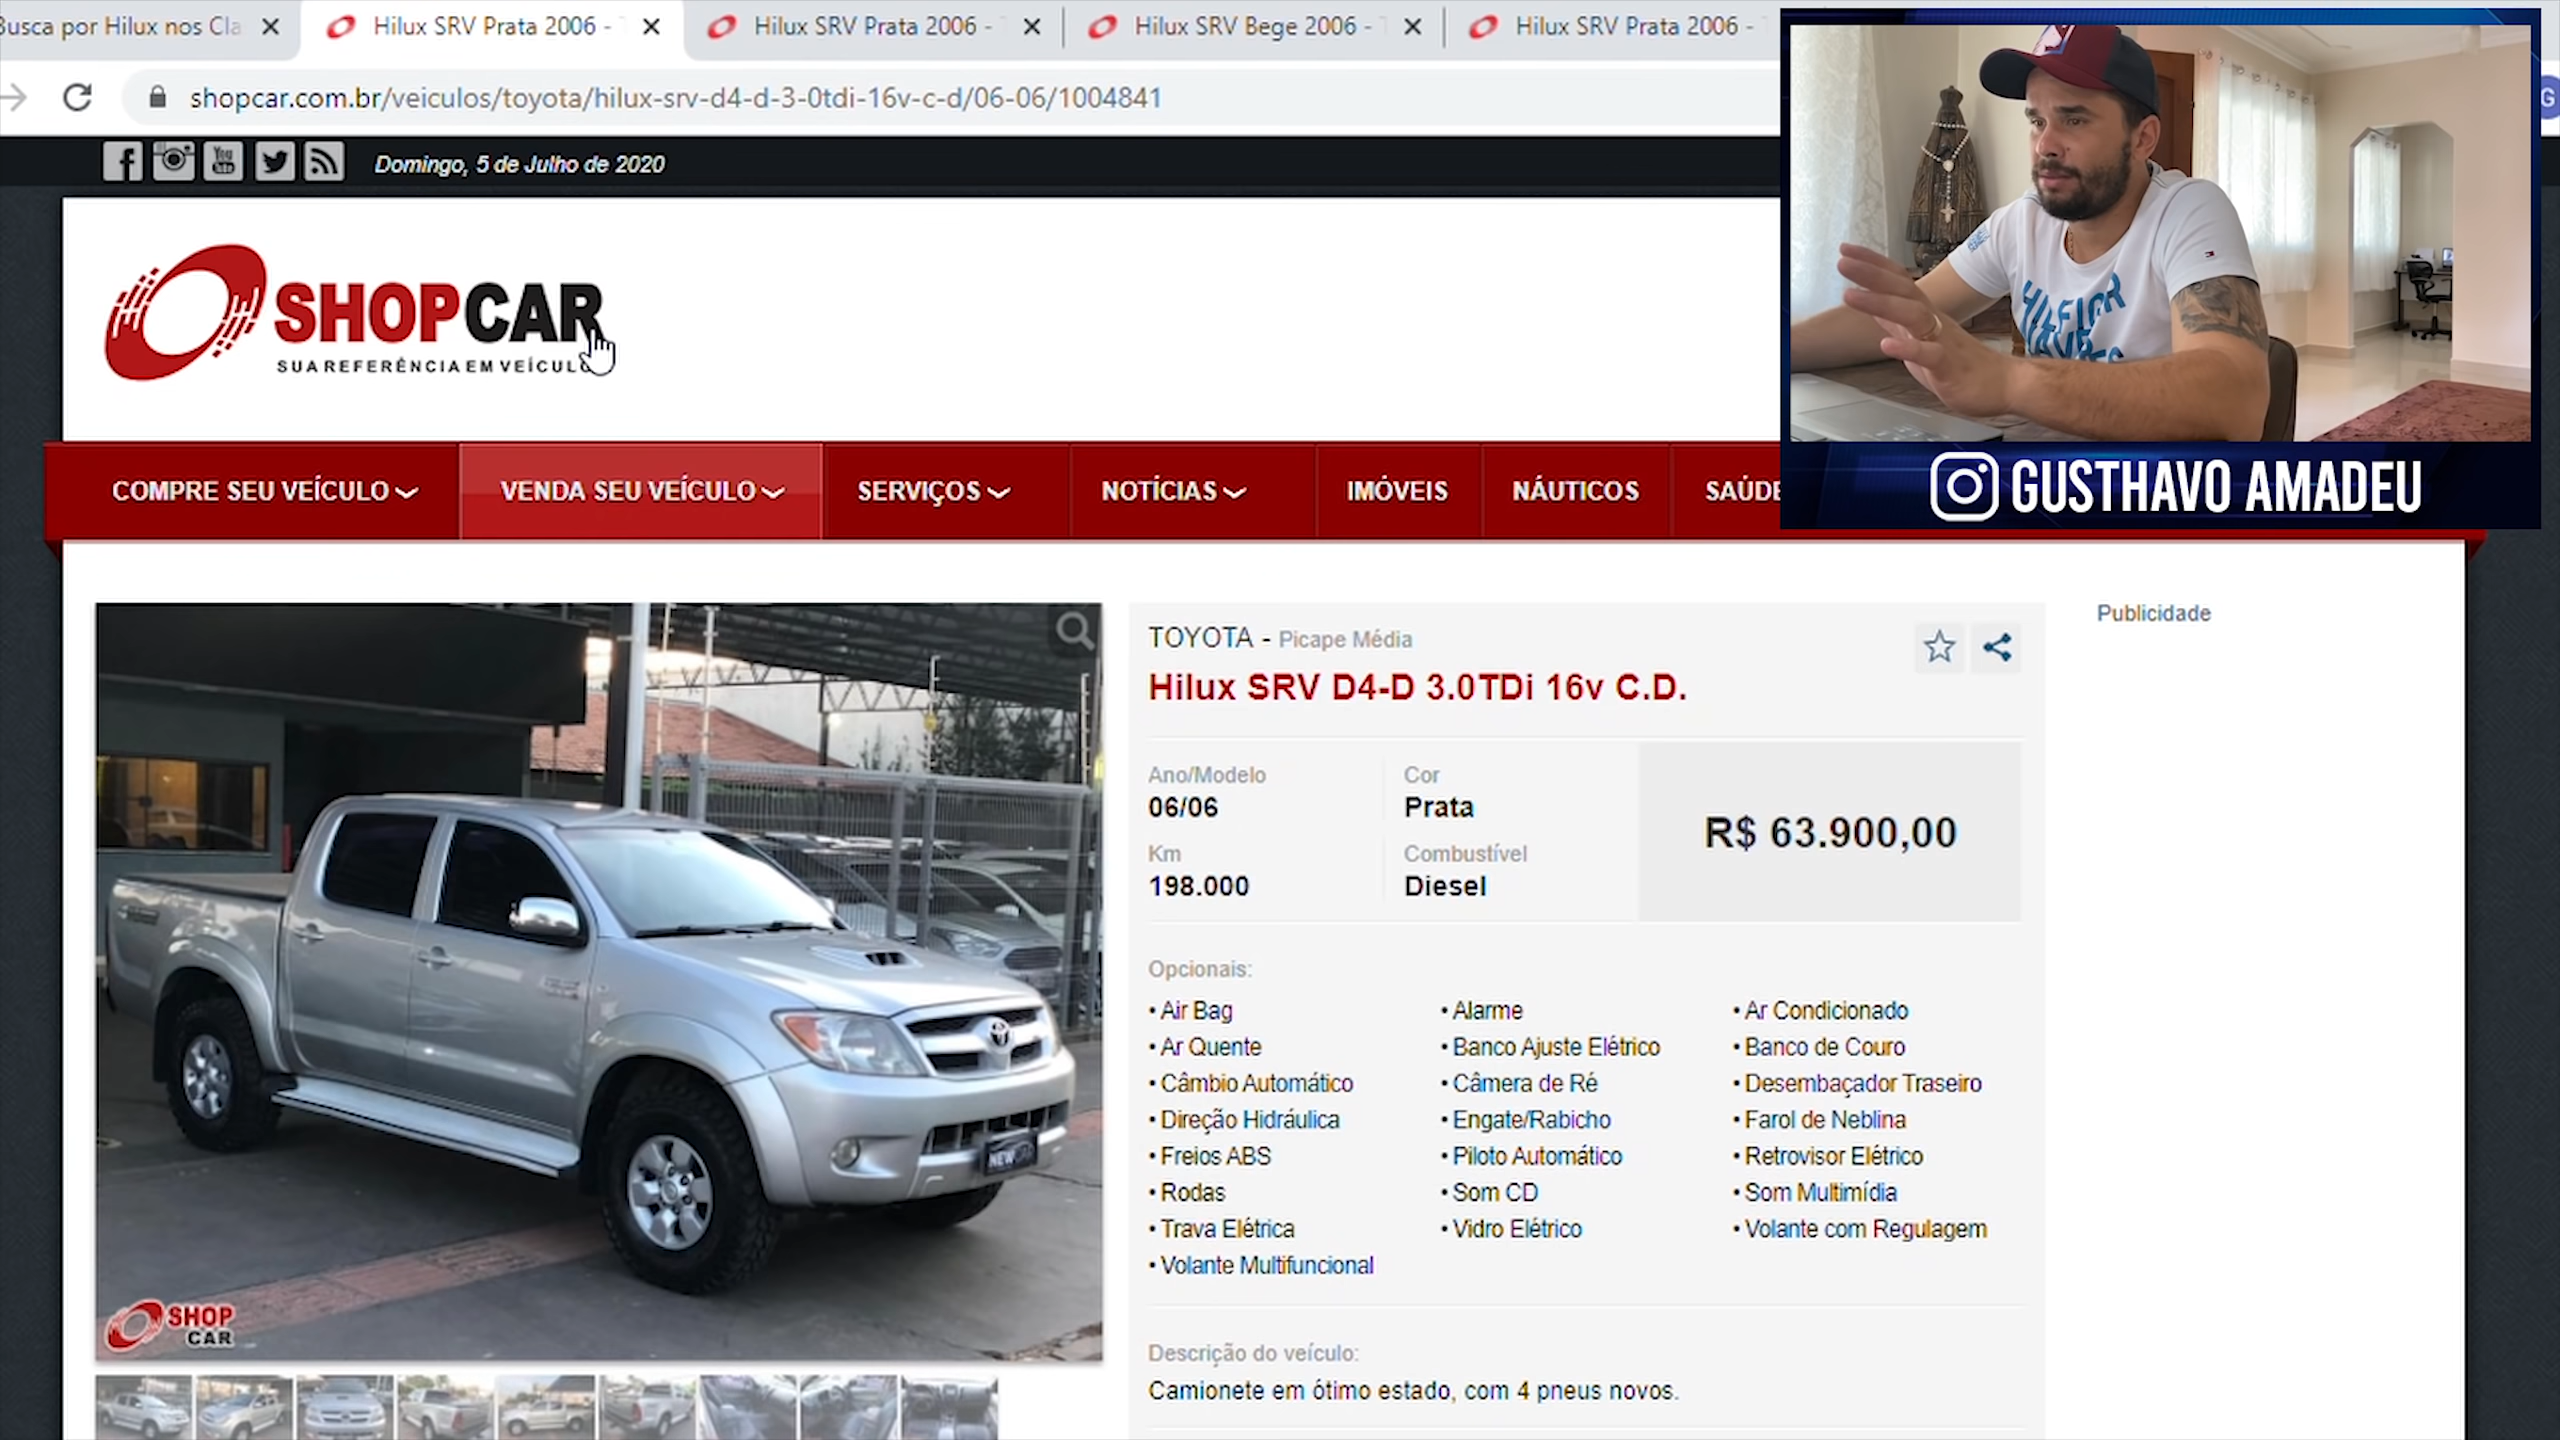 Busca por Hilux nos Cla
Hilux SRV Prata 2006 -
Hilux SRV Prata 2006 -
Hilux SRV Bege 2006 -
Hilux SRV Prata 2006 -
shopcar.com.br/veiculos/toyota/hilux-srv-d4-d-3-0tdi-16v-c-d/06-06/1004841
G
You Tube
Domingo, 5 de Julho de 2020
SHOPCAR
SUA REFERÊNCIA EM VEÍCULO
HILFIGER
GUSTHAVO AMADEU
COMPRE SEU VEÍCULO
VENDA SEU VEÍCULO
SERVIÇOS
NOTÍCIAS
IMÓVEIS
NÁUTICOS
SAÚDE
NEW
SHOP
CAR
TOYOTA - Picape Média
Hilux SRV D4-D 3.0TDi 16v C.D.
Ano/Modelo
06/06
Cor
Prata
Km
198.000
Combustível
Diesel
R$ 63.900,00
Opcionais:
• Air Bag
• Alarme
• Ar Condicionado
• Ar Quente
• Banco Ajuste Elétrico
• Banco de Couro
• Câmbio Automático
• Câmera de Ré
• Desembaçador Traseiro
• Direção Hidráulica
• Engate/Rabicho
• Farol de Neblina
• Freios ABS
• Piloto Automático
• Retrovisor Elétrico
• Rodas
• Som CD
• Som Multimídia
• Trava Elétrica
• Vidro Elétrico
• Volante com Regulagem
• Volante Multifuncional
Descrição do veículo:
Camionete em ótimo estado, com 4 pneus novos.
Publicidade